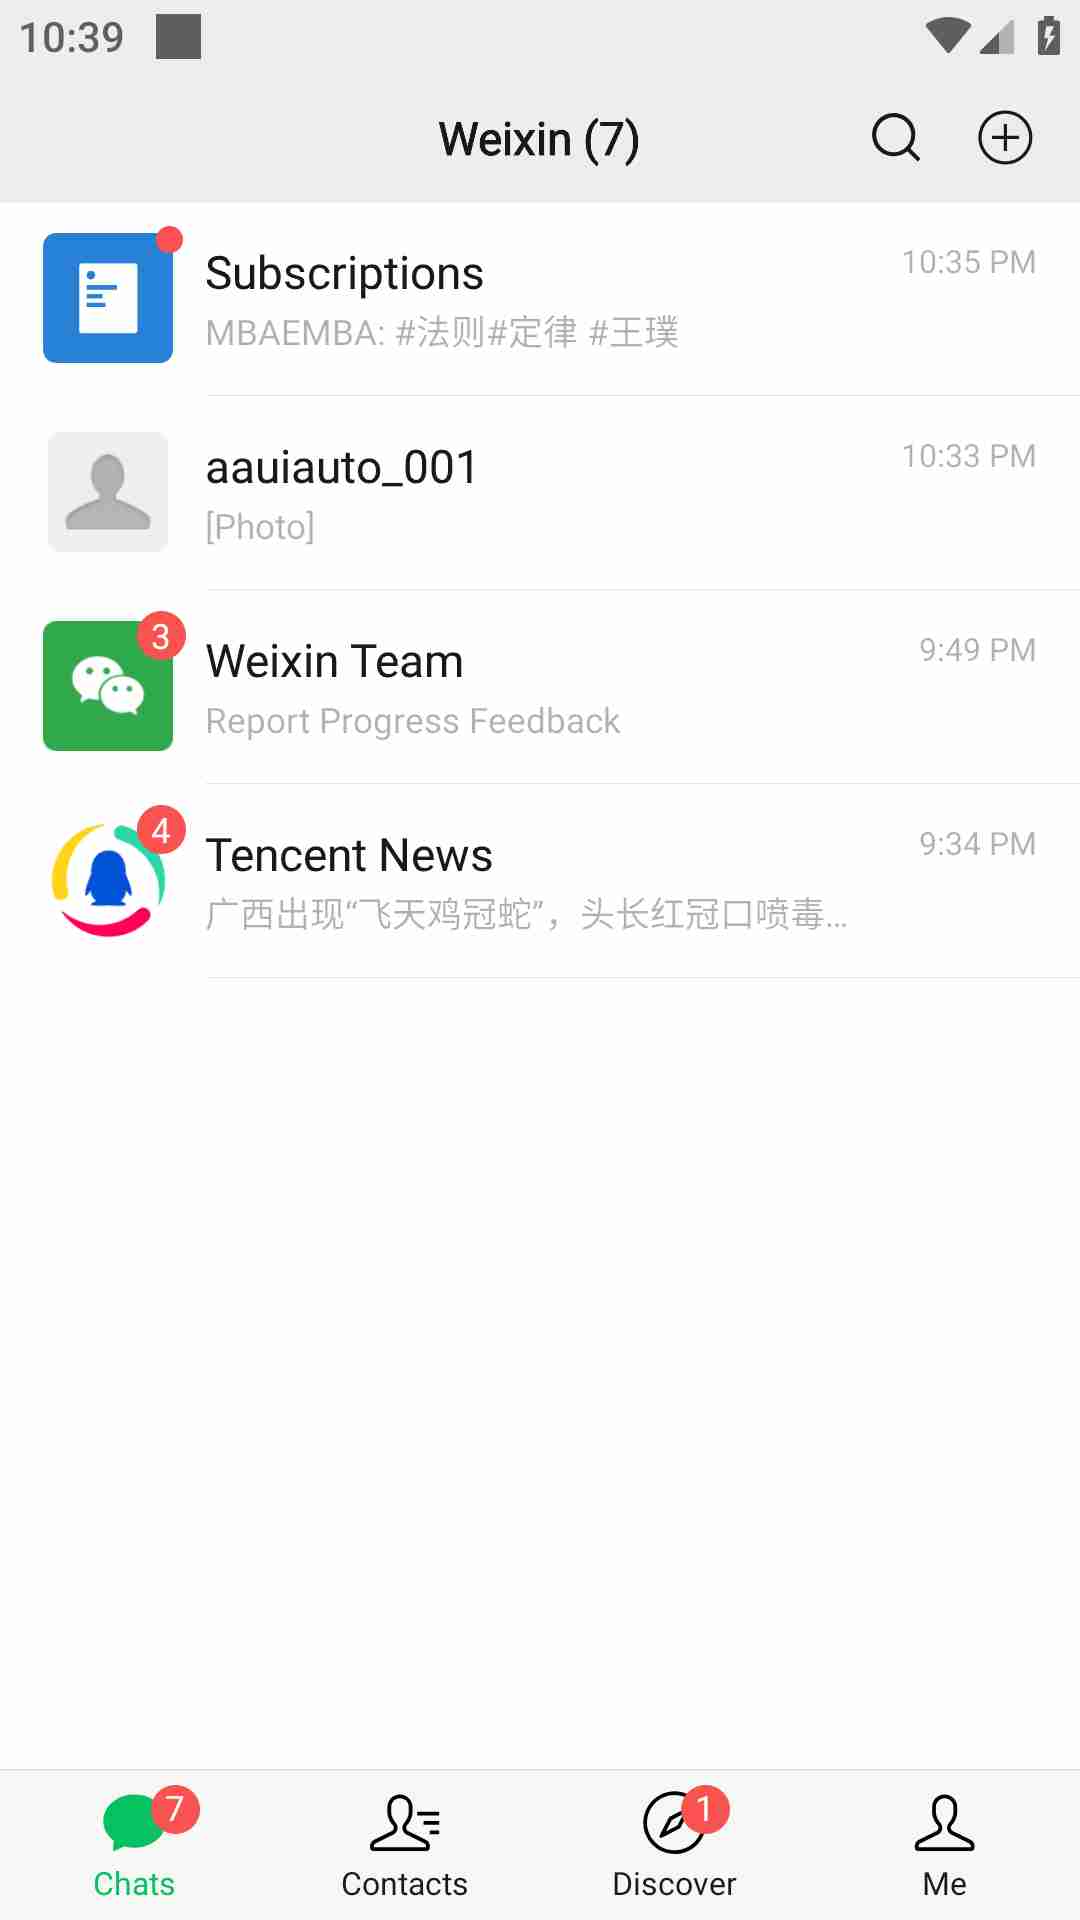 10:39
Weixin (7)
Subscriptions
10:35 PM
MBAEMBA: #法则#定律 #王璞
aauiauto_001
10:33 PM
[Photo]
3
Weixin Team
9:49 PM
Report Progress Feedback
4
Tencent News
9:34 PM
广西出现“飞天鸡冠蛇”，头长红冠口喷毒...
7
1
Chats
Contacts
Discover
Me